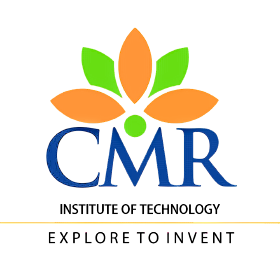 CMR
INSTITUTE OF TECHNOLOGY
EXPLORE TO INVENT